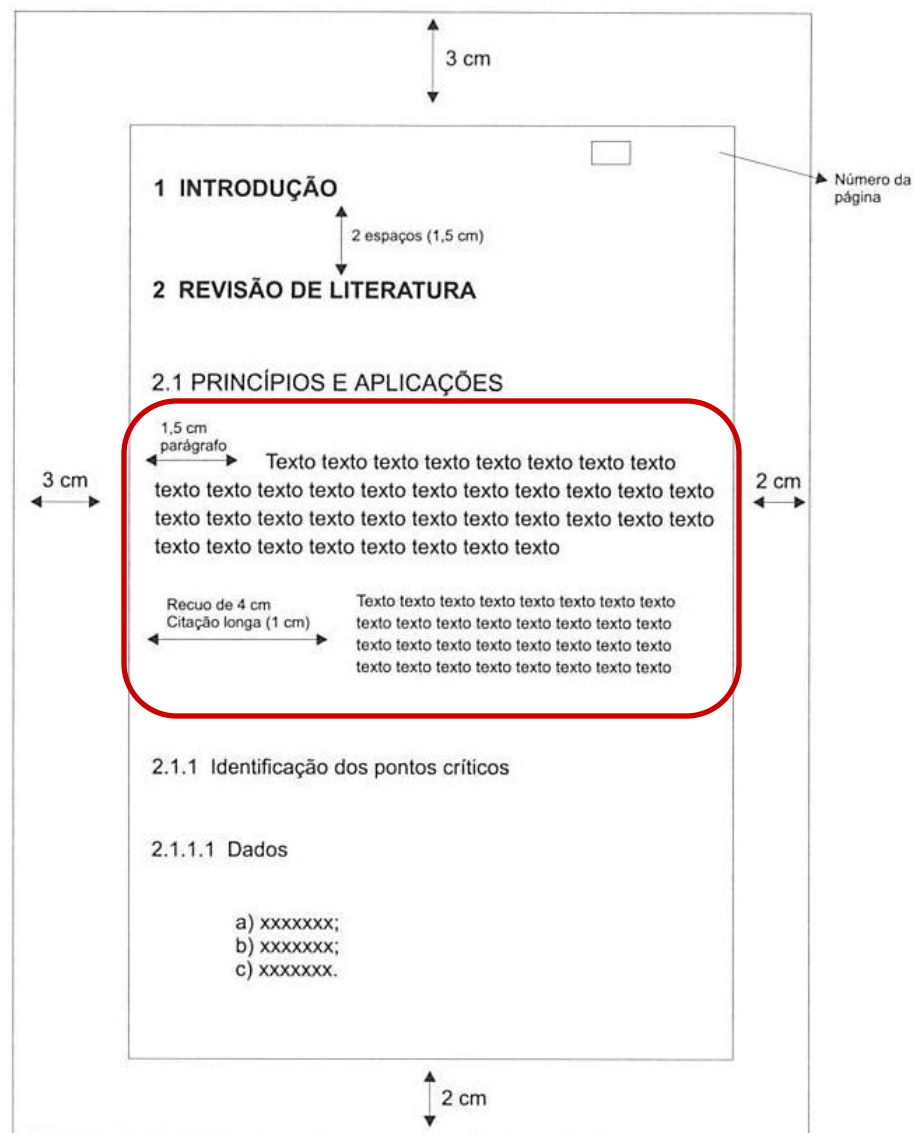 3 cm
Número da
página
1 INTRODUÇÃO
2 espaços (1,5 cm)
2 REVISÃO DE LITERATURA
2.1 PRINCÍPIOS E APLICAÇÕES
1,5 cm
parágrafo
Texto texto texto texto texto texto texto texto
texto texto texto texto texto texto texto texto texto texto texto
texto texto texto texto texto texto texto texto texto texto texto
texto texto texto texto texto texto texto texto
3 cm
2 cm
Recuo de 4 cm
Citação longa (1 cm)
Texto texto texto texto texto texto texto texto
texto texto texto texto texto texto texto texto
texto texto texto texto texto texto texto texto
texto texto texto texto texto texto texto texto
2.1.1 Identificação dos pontos críticos
2.1.1.1 Dados
a) xxxxxxx;
b) xxxxxxx;
c) xxxxxxx.
2 cm